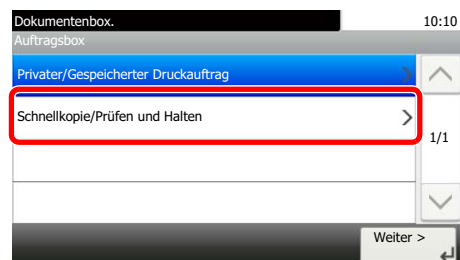 Dokumentenbox. 10:10
Auftragsbox
Privater/Gespeicherter Druckauftrag
Schnellkopie/Prüfen und Halten
1/1
Weiter >